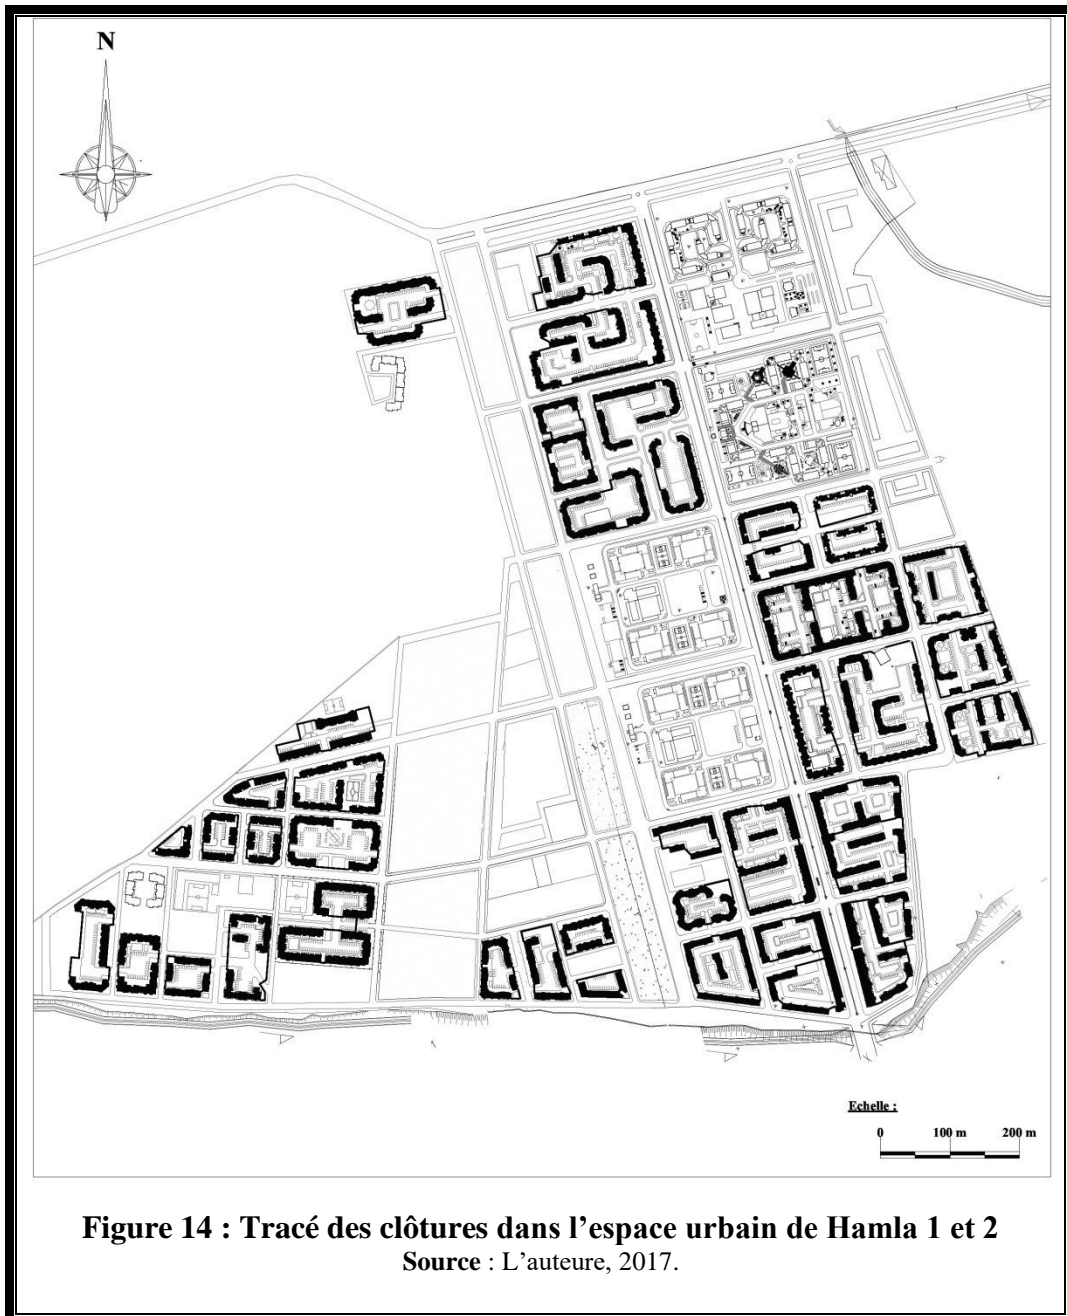 N
Echelle :
0 100 m 200 m
Figure 14 : Tracé des clôtures dans l’espace urbain de Hamla 1 et 2
Source : L’auteure, 2017.